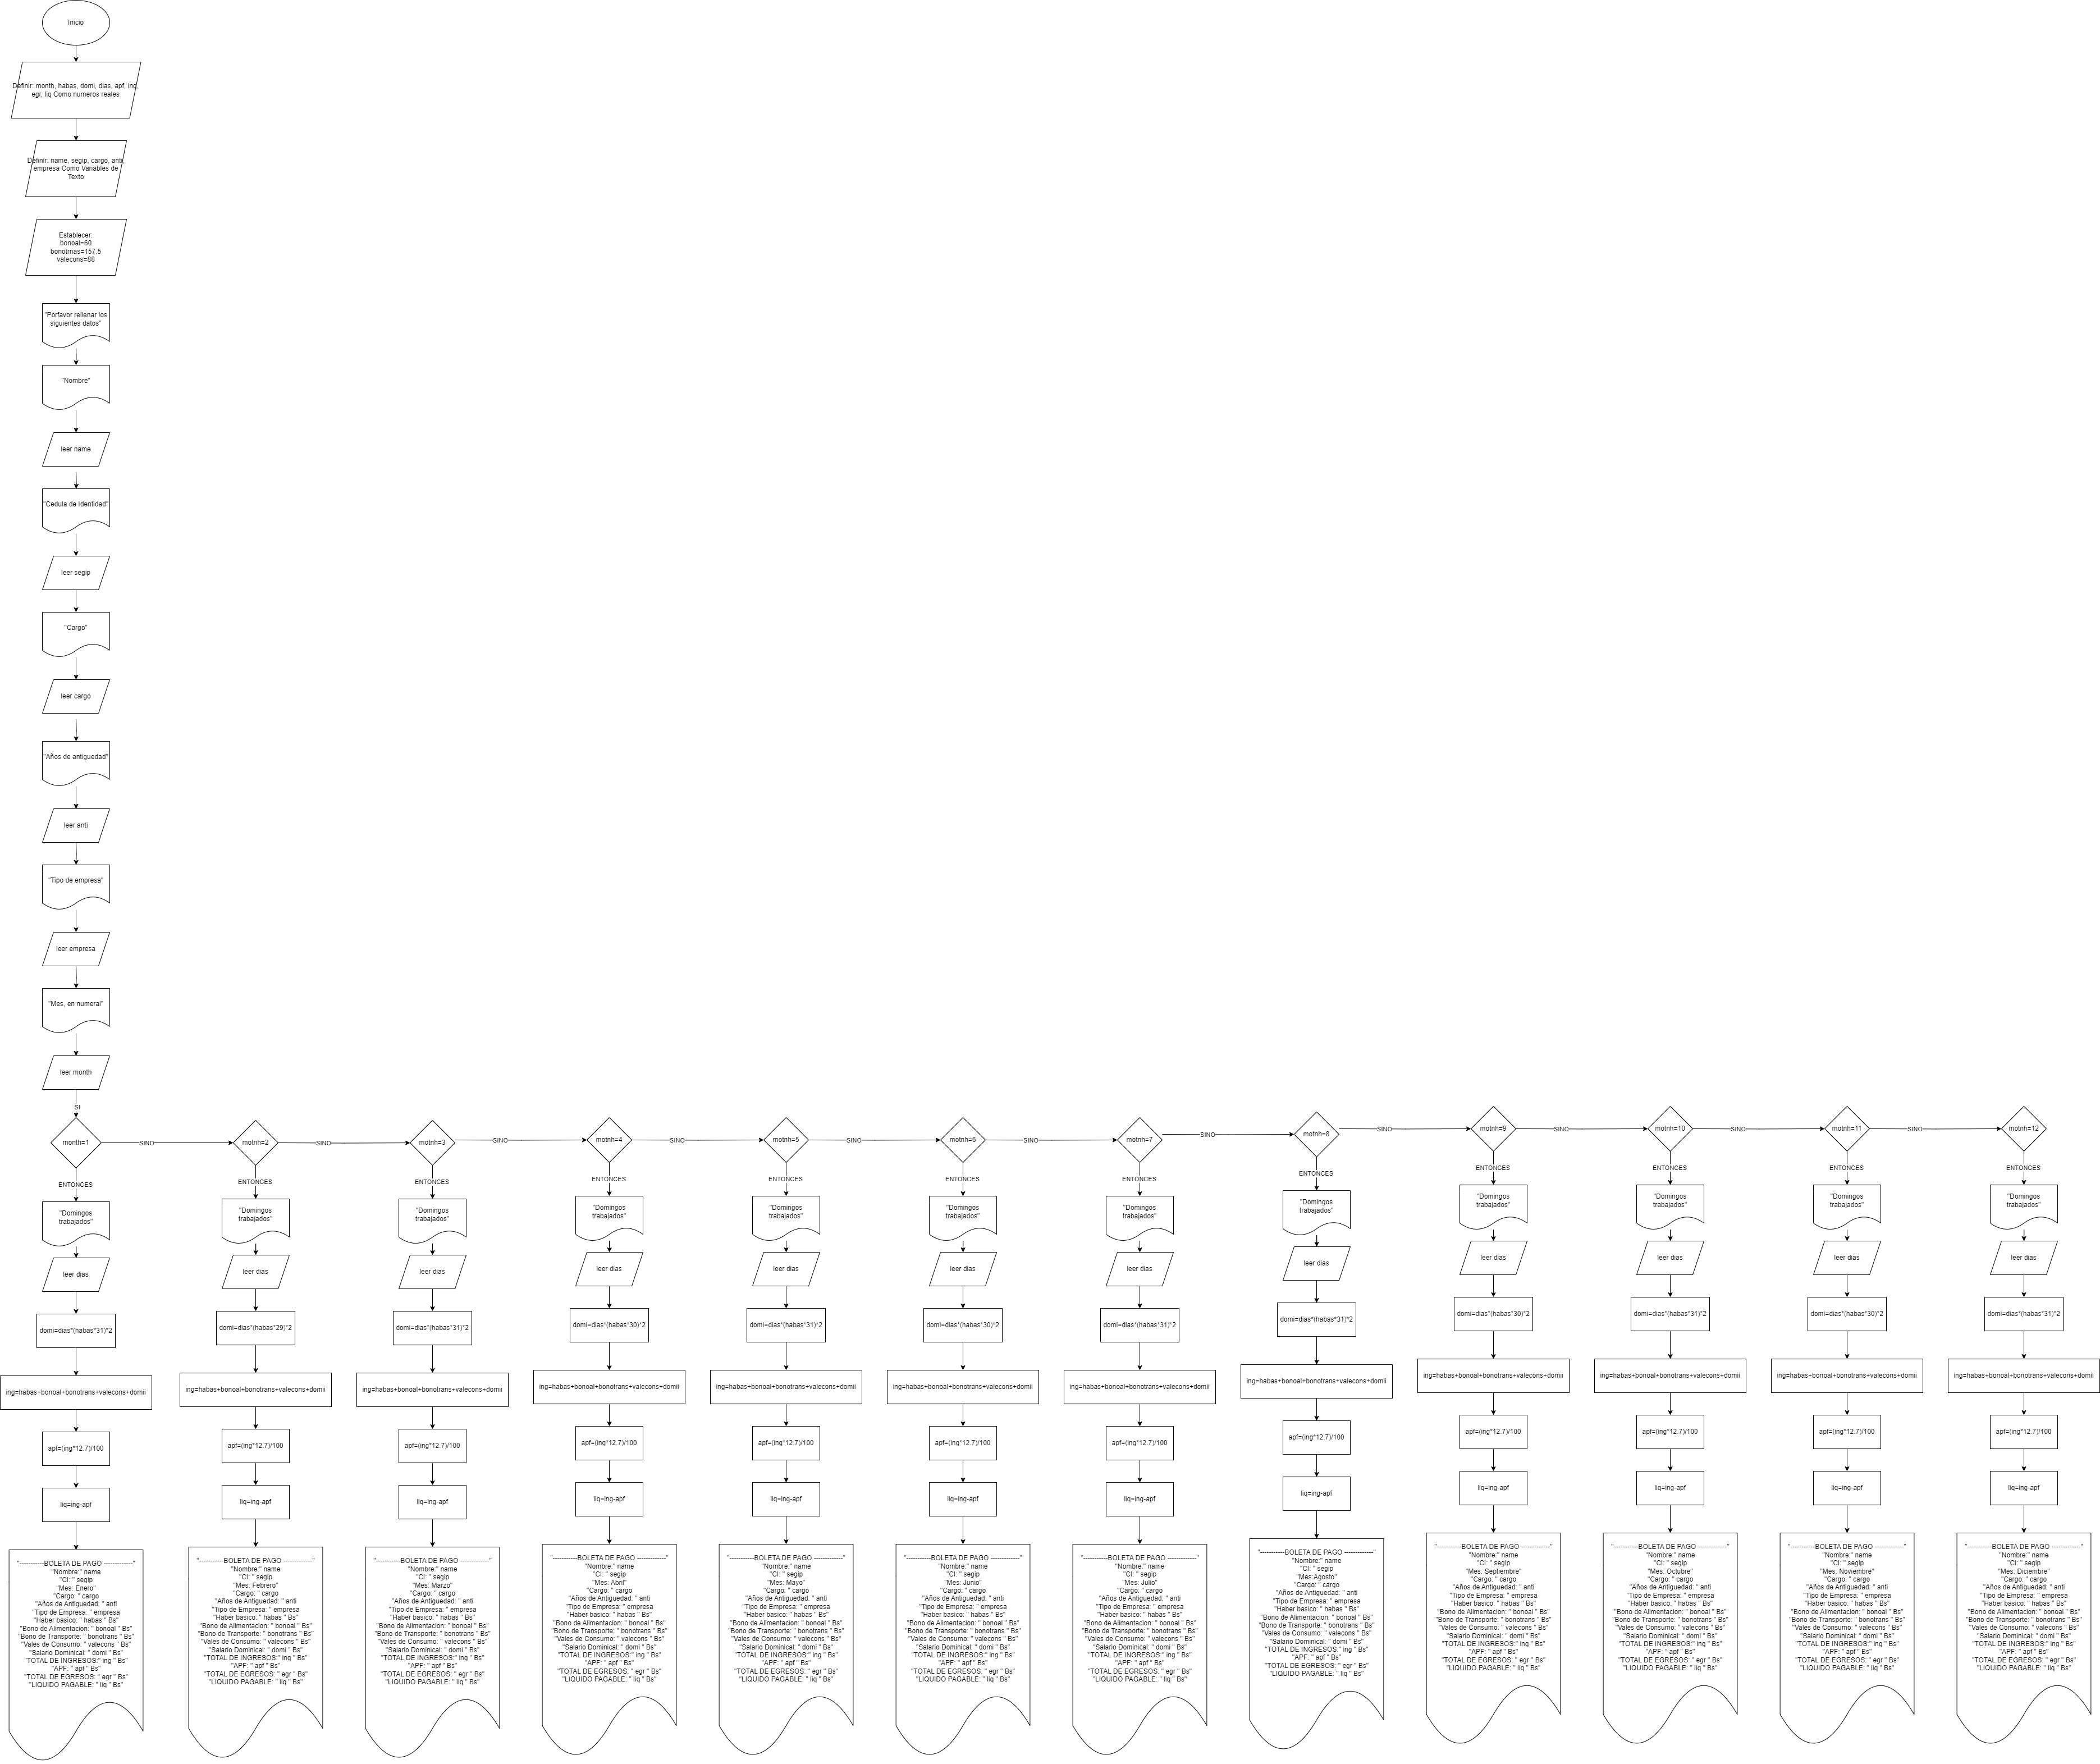 Inicio
Definir: month, habas, domi, dias, apf, ing,
egr, liq Como numeros reales
Definir: name, segip, cargo, anti,
empresa Como Variables de
Texto
Establecer:
bonoal=60
bonotrnas=157.5
valecons=88
"Porfavor rellenar los
siguientes datos"
"Nombre"
leer name
"Cedula de Identidad"
leer segip
"Cargo"
leer cargo
"Años de antiguedad"
leer anti
"Tipo de empresa"
leer empresa
"Mes, en numeral"
leer month
SI
month=1
ENTONCES
"Domingos
trabajados"
leer dias
domi=dias*(habas*31)*2
ing=habas+bonoal+bonotrans+valecons+domii
apf=(ing*12.7)/100
liq=ing-apf
"-----------BOLETA DE PAGO -------------"
"Nombre:" name
"CI: " segip
"Mes: Enero"
"Cargo: " cargo
"Años de Antiguedad: " anti
"Tipo de Empresa: " empresa
"Haber basico: " habas " Bs"
"Bono de Alimentacion: " bonoal " Bs"
"Bono de Transporte: " bonotrans " Bs"
"Vales de Consumo: " valecons " Bs"
"Salario Dominical: " domi " Bs"
"TOTAL DE INGRESOS:" ing " Bs"
"APF: " apf " Bs"
"TOTAL DE EGRESOS: " egr " Bs"
"LIQUIDO PAGABLE: " liq " Bs"
SINO
motnh=2
ENTONCES
"Domingos
trabajados"
leer dias
domi=dias*(habas*29)*2
ing=habas+bonoal+bonotrans+valecons+domii
apf=(ing*12.7)/100
liq=ing-apf
"-----------BOLETA DE PAGO -------------"
"Nombre:" name
"CI: " segip
"Mes: Febrero"
"Cargo: " cargo
"Años de Antiguedad: " anti
"Tipo de Empresa: " empresa
"Haber basico: " habas " Bs"
"Bono de Alimentacion: " bonoal " Bs"
"Bono de Transporte: " bonotrans " Bs"
"Vales de Consumo: " valecons " Bs"
"Salario Dominical: " domi " Bs"
"TOTAL DE INGRESOS:" ing " Bs"
"APF: " apf " Bs"
"TOTAL DE EGRESOS: " egr " Bs"
"LIQUIDO PAGABLE: " liq " Bs"
SINO
motnh=3
ENTONCES
"Domingos
trabajados"
leer dias
domi=dias*(habas*31)*2
ing=habas+bonoal+bonotrans+valecons+domii
apf=(ing*12.7)/100
liq=ing-apf
"-----------BOLETA DE PAGO -------------"
"Nombre:" name
"CI: " segip
"Mes: Marzo"
"Cargo: " cargo
"Años de Antiguedad: " anti
"Tipo de Empresa: " empresa
"Haber basico: " habas " Bs"
"Bono de Alimentacion: " bonoal " Bs"
"Bono de Transporte: " bonotrans " Bs"
"Vales de Consumo: " valecons " Bs"
"Salario Dominical: " domi " Bs"
"TOTAL DE INGRESOS:" ing " Bs"
"APF: " apf " Bs"
"TOTAL DE EGRESOS: " egr " Bs"
"LIQUIDO PAGABLE: " liq " Bs"
SINO
motnh=4
ENTONCES
"Domingos
trabajados"
leer dias
domi=dias*(habas*30)*2
ing=habas+bonoal+bonotrans+valecons+domii
apf=(ing*12.7)/100
liq=ing-apf
"-----------BOLETA DE PAGO -------------"
"Nombre:" name
"CI: " segip
"Mes: Abril"
"Cargo: " cargo
"Años de Antiguedad: " anti
"Tipo de Empresa: " empresa
"Haber basico: " habas " Bs"
"Bono de Alimentacion: " bonoal " Bs"
"Bono de Transporte: " bonotrans " Bs"
"Vales de Consumo: " valecons " Bs"
"Salario Dominical: " domi " Bs"
"TOTAL DE INGRESOS:" ing " Bs"
"APF: " apf " Bs"
"TOTAL DE EGRESOS: " egr " Bs"
"LIQUIDO PAGABLE: " liq " Bs"
SINO
motnh=5
ENTONCES
"Domingos
trabajados"
leer dias
domi=dias*(habas*31)*2
ing=habas+bonoal+bonotrans+valecons+domii
apf=(ing*12.7)/100
liq=ing-apf
"-----------BOLETA DE PAGO -------------"
"Nombre:" name
"CI: " segip
"Mes: Mayo"
"Cargo: " cargo
"Años de Antiguedad: " anti
"Tipo de Empresa: " empresa
"Haber basico: " habas " Bs"
"Bono de Alimentacion: " bonoal " Bs"
"Bono de Transporte: " bonotrans " Bs"
"Vales de Consumo: " valecons " Bs"
"Salario Dominical: " domi " Bs"
"TOTAL DE INGRESOS:" ing " Bs"
"APF: " apf " Bs"
"TOTAL DE EGRESOS: " egr " Bs"
"LIQUIDO PAGABLE: " liq " Bs"
SINO
motnh=6
ENTONCES
"Domingos
trabajados"
leer dias
domi=dias*(habas*30)*2
ing=habas+bonoal+bonotrans+valecons+domii
apf=(ing*12.7)/100
liq=ing-apf
"-----------BOLETA DE PAGO -------------"
"Nombre:" name
"CI: " segip
"Mes: Junio"
"Cargo: " cargo
"Años de Antiguedad: " anti
"Tipo de Empresa: " empresa
"Haber basico: " habas " Bs"
"Bono de Alimentacion: " bonoal " Bs"
"Bono de Transporte: " bonotrans " Bs"
"Vales de Consumo: " valecons " Bs"
"Salario Dominical: " domi " Bs"
"TOTAL DE INGRESOS:" ing " Bs"
"APF: " apf " Bs"
"TOTAL DE EGRESOS: " egr " Bs"
"LIQUIDO PAGABLE: " liq " Bs"
SINO
motnh=7
ENTONCES
"Domingos
trabajados"
leer dias
domi=dias*(habas*31)*2
ing=habas+bonoal+bonotrans+valecons+domii
apf=(ing*12.7)/100
liq=ing-apf
"-----------BOLETA DE PAGO -------------"
"Nombre:" name
"CI: " segip
"Mes: Julio"
"Cargo: " cargo
"Años de Antiguedad: " anti
"Tipo de Empresa: " empresa
"Haber basico: " habas " Bs"
"Bono de Alimentacion: " bonoal " Bs"
"Bono de Transporte: " bonotrans " Bs"
"Vales de Consumo: " valecons " Bs"
"Salario Dominical: " domi " Bs"
"TOTAL DE INGRESOS:" ing " Bs"
"APF: " apf " Bs"
"TOTAL DE EGRESOS: " egr " Bs"
"LIQUIDO PAGABLE: " liq " Bs"
SINO
motnh=8
ENTONCES
"Domingos
trabajados"
leer dias
domi=dias*(habas*31)*2
ing=habas+bonoal+bonotrans+valecons+domii
apf=(ing*12.7)/100
liq=ing-apf
"-----------BOLETA DE PAGO -------------"
"Nombre:" name
"CI: " segip
"Mes:Agosto"
"Cargo: " cargo
"Años de Antiguedad: " anti
"Tipo de Empresa: " empresa
"Haber basico: " habas " Bs"
"Bono de Alimentacion: " bonoal " Bs"
"Bono de Transporte: " bonotrans " Bs"
"Vales de Consumo: " valecons " Bs"
"Salario Dominical: " domi " Bs"
"TOTAL DE INGRESOS:" ing " Bs"
"APF: " apf " Bs"
"TOTAL DE EGRESOS: " egr " Bs"
"LIQUIDO PAGABLE: " liq " Bs"
SINO
motnh=9
ENTONCES
"Domingos
trabajados"
leer dias
domi=dias*(habas*30)*2
ing=habas+bonoal+bonotrans+valecons+domii
apf=(ing*12.7)/100
liq=ing-apf
"-----------BOLETA DE PAGO -------------"
"Nombre:" name
"CI: " segip
"Mes: Septiembre"
"Cargo: " cargo
"Años de Antiguedad: " anti
"Tipo de Empresa: " empresa
"Haber basico: " habas " Bs"
"Bono de Alimentacion: " bonoal " Bs"
"Bono de Transporte: " bonotrans " Bs"
"Vales de Consumo: " valecons " Bs"
"Salario Dominical: " domi " Bs"
"TOTAL DE INGRESOS:" ing " Bs"
"APF: " apf " Bs"
"TOTAL DE EGRESOS: " egr " Bs"
"LIQUIDO PAGABLE: " liq " Bs"
SINO
motnh=10
ENTONCES
"Domingos
trabajados"
leer dias
domi=dias*(habas*31)*2
ing=habas+bonoal+bonotrans+valecons+domii
apf=(ing*12.7)/100
liq=ing-apf
"-----------BOLETA DE PAGO -------------"
"Nombre:" name
"CI: " segip
"Mes: Octubre"
"Cargo: " cargo
"Años de Antiguedad: " anti
"Tipo de Empresa: " empresa
"Haber basico: " habas " Bs"
"Bono de Alimentacion: " bonoal " Bs"
"Bono de Transporte: " bonotrans " Bs"
"Vales de Consumo: " valecons " Bs"
"Salario Dominical: " domi " Bs"
"TOTAL DE INGRESOS:" ing " Bs"
"APF: " apf " Bs"
"TOTAL DE EGRESOS: " egr " Bs"
"LIQUIDO PAGABLE: " liq " Bs"
SINO
motnh=11
ENTONCES
"Domingos
trabajados"
leer dias
domi=dias*(habas*30)*2
ing=habas+bonoal+bonotrans+valecons+domii
apf=(ing*12.7)/100
liq=ing-apf
"-----------BOLETA DE PAGO -------------"
"Nombre:" name
"CI: " segip
"Mes: Noviembre"
"Cargo: " cargo
"Años de Antiguedad: " anti
"Tipo de Empresa: " empresa
"Haber basico: " habas " Bs"
"Bono de Alimentacion: " bonoal " Bs"
"Bono de Transporte: " bonotrans " Bs"
"Vales de Consumo: " valecons " Bs"
"Salario Dominical: " domi " Bs"
"TOTAL DE INGRESOS:" ing " Bs"
"APF: " apf " Bs"
"TOTAL DE EGRESOS: " egr " Bs"
"LIQUIDO PAGABLE: " liq " Bs"
SINO
motnh=12
ENTONCES
"Domingos
trabajados"
leer dias
domi=dias*(habas*31)*2
ing=habas+bonoal+bonotrans+valecons+domii
apf=(ing*12.7)/100
liq=ing-apf
"-----------BOLETA DE PAGO -------------"
"Nombre:" name
"CI: " segip
"Mes: Diciembre"
"Cargo: " cargo
"Años de Antiguedad: " anti
"Tipo de Empresa: " empresa
"Haber basico: " habas " Bs"
"Bono de Alimentacion: " bonoal " Bs"
"Bono de Transporte: " bonotrans " Bs"
"Vales de Consumo: " valecons " Bs"
"Salario Dominical: " domi " Bs"
"TOTAL DE INGRESOS:" ing " Bs"
"APF: " apf " Bs"
"TOTAL DE EGRESOS: " egr " Bs"
"LIQUIDO PAGABLE: " liq " Bs"